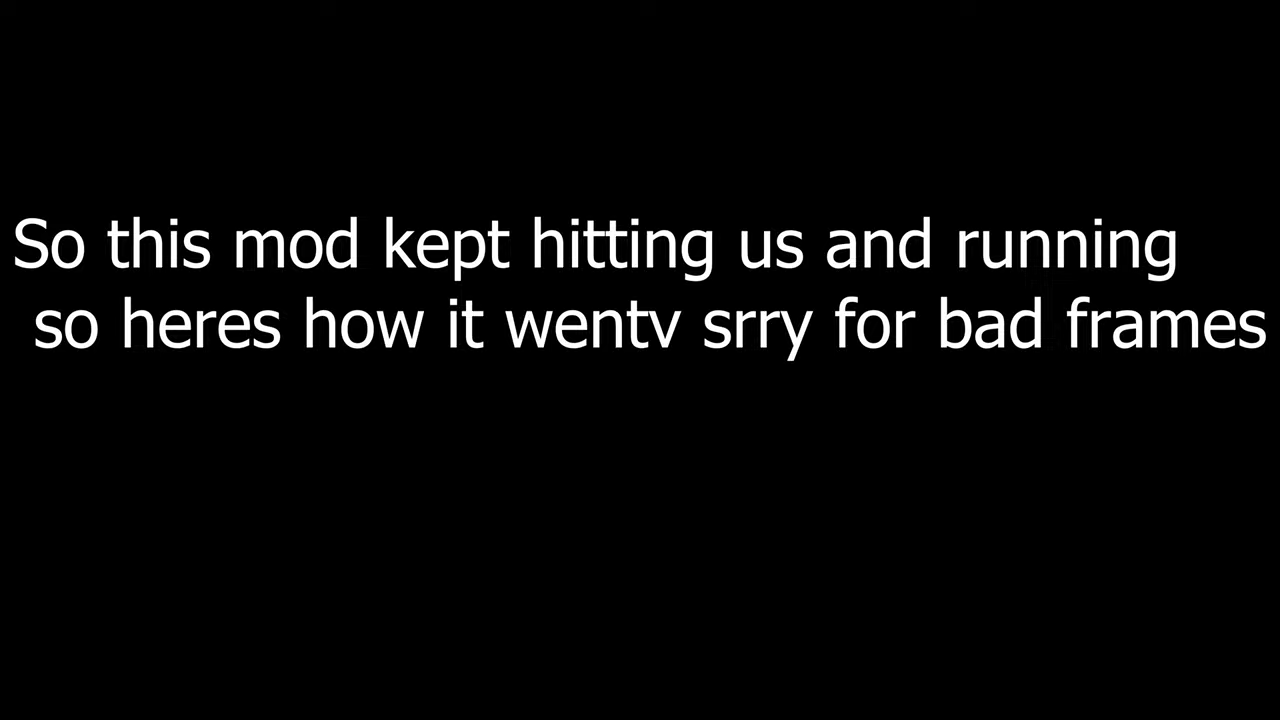 So this mod kept hitting us and running
so heres how it wentv srry for bad frames